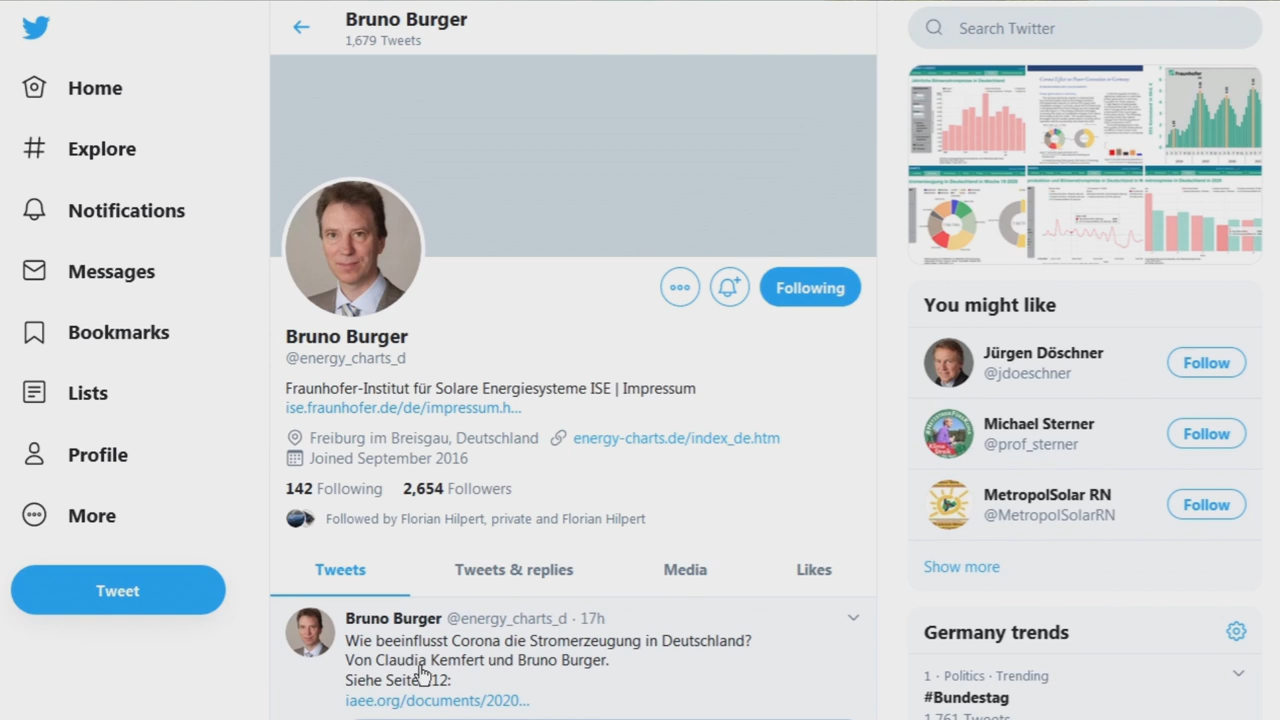 Bruno Burger
1,679 Tweets
Home
Explore
Notifications
Messages
Bookmarks
Lists
Profile
More
Tweet
Following
Bruno Burger
@energy_charts_d
Fraunhofer-Institut für Solare Energiesysteme ISE | Impressum
ise.fraunhofer.de/de/impressum.h...
Freiburg im Breisgau, Deutschland energy-charts.de/index_de.htm
Joined September 2016
142 Following 2,654 Followers
Followed by Florian Hilpert, private and Florian Hilpert
Tweets Tweets & replies Media Likes
Bruno Burger @energy_charts_d · 17h
Wie beeinflusst Corona die Stromerzeugung in Deutschland?
Von Claudia Kemfert und Bruno Burger.
Siehe Seite 12:
iaee.org/documents/2020...
Search Twitter
Fraunhofer
You might like
Jürgen Döschner
@jdoeschner
Follow
Michael Sterner
@prof_sterner
Follow
MetropolSolar RN
@MetropolSolarRN
Follow
Show more
Germany trends
1 · Politics · Trending
#Bundestag
1,761 Tweets